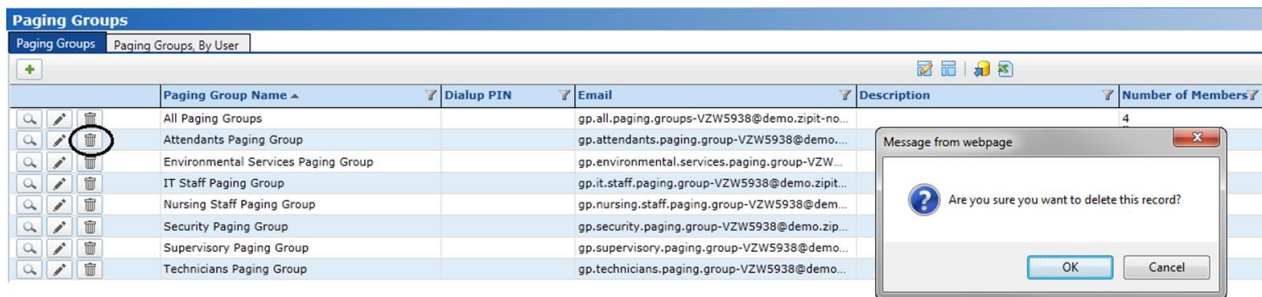 Paging Groups
Paging Groups Paging Groups, By User
Paging Group Name Dialup PIN Email Description Number of Members
All Paging Groups gp.all.paging.groups-VZW5938@demo.zipit-no... 4
Attendants Paging Group gp.attendants.paging.group-VZW5938@demo....
Environmental Services Paging Group gp.environmental.services.paging.group-VZW...
IT Staff Paging Group gp.it.staff.paging.group-VZW5938@demo.zipit...
Nursing Staff Paging Group gp.nursing.staff.paging.group-VZW5938@dem...
Security Paging Group gp.security.paging.group-VZW5938@demo.zip...
Supervisory Paging Group gp.supervisory.paging.group-VZW5938@demo...
Technicians Paging Group gp.technicians.paging.group-VZW5938@demo...
Message from webpage
Are you sure you want to delete this record?
OK Cancel